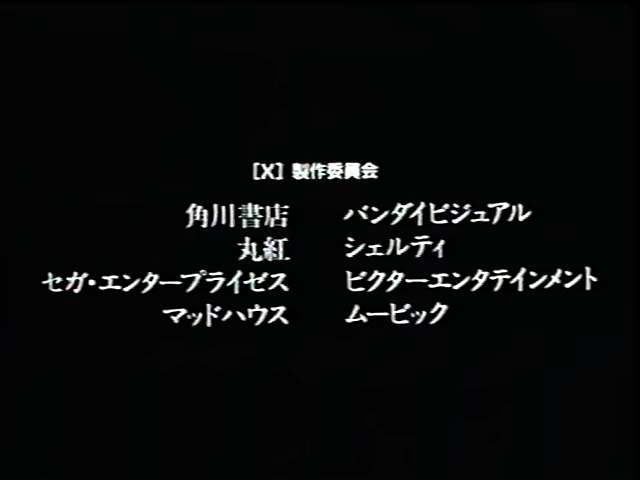 [X] 製作委員会
角川書店 バンダイビジュアル
丸紅 シェルティ
セガ・エンタープライゼス ビクターエンタテインメント
マッドハウス ムービック